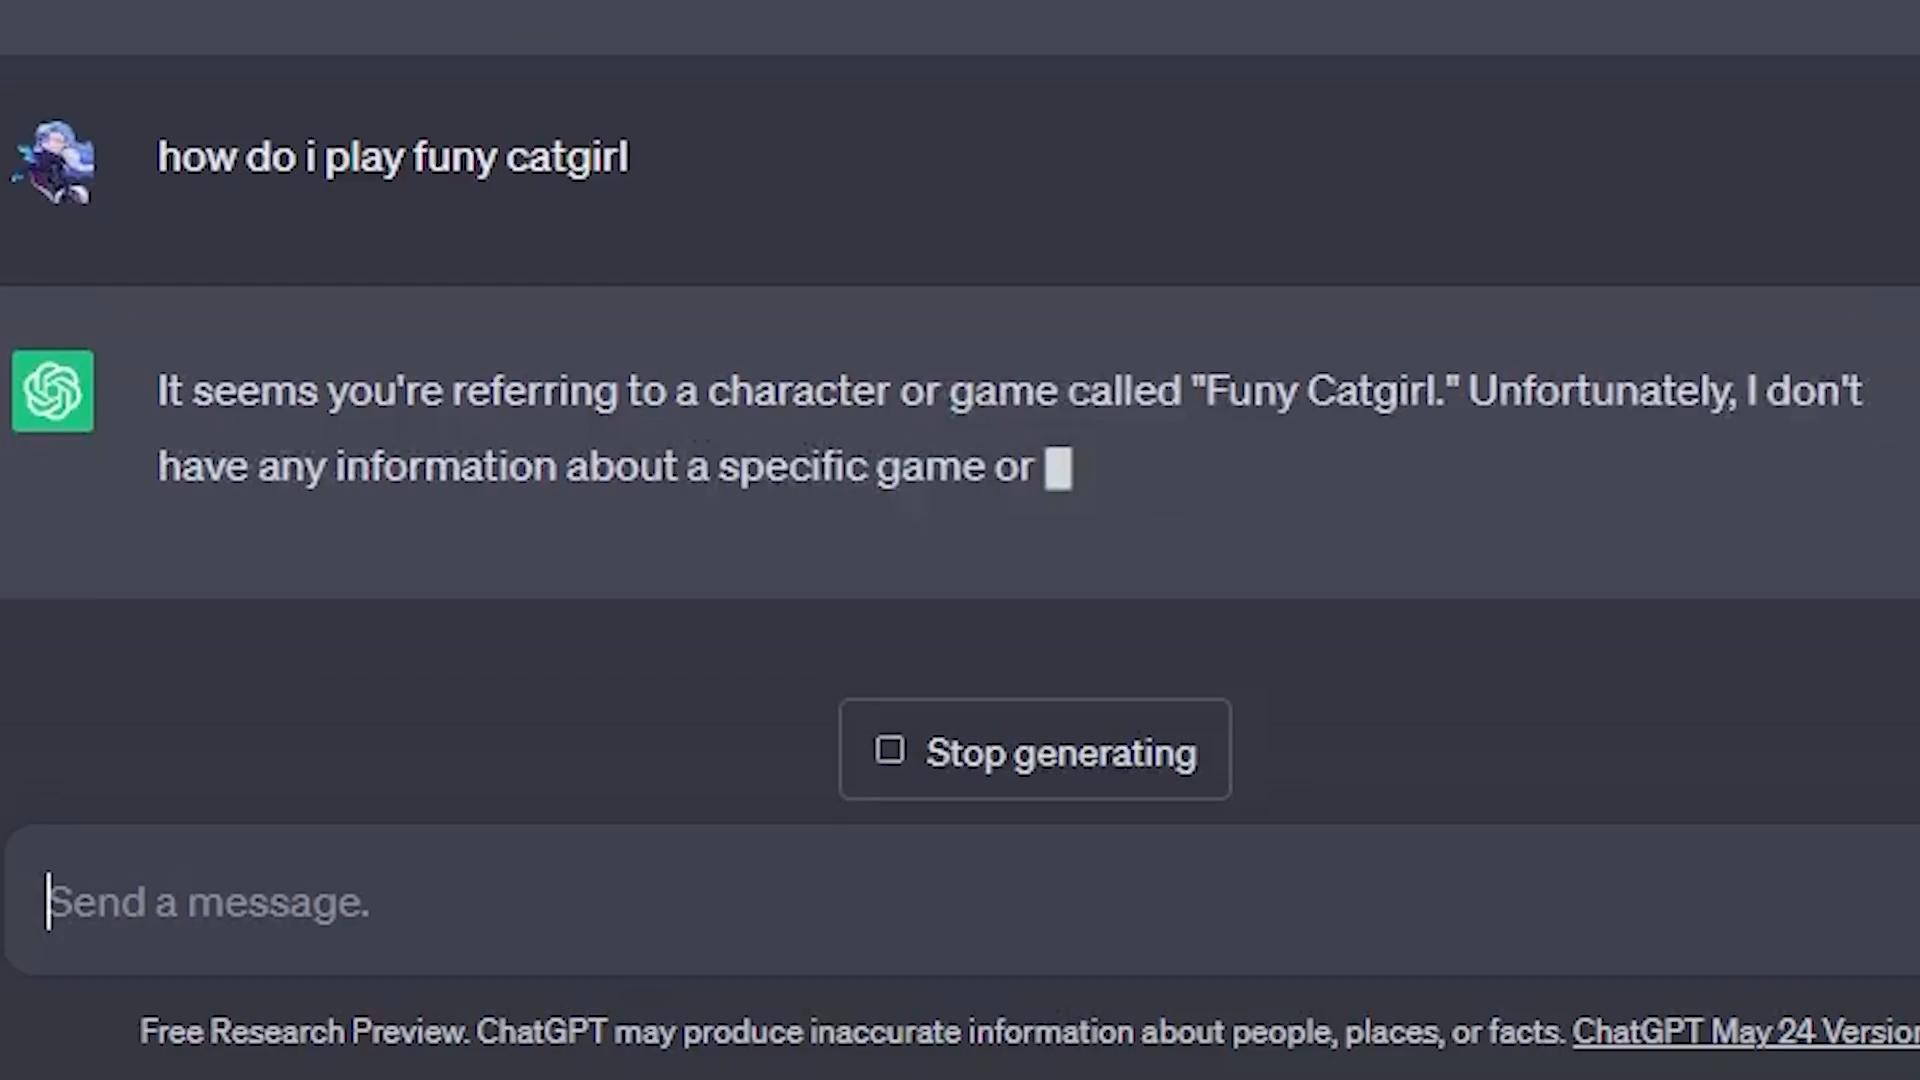 how do i play funy catgirl
It seems you're referring to a character or game called "Funy Catgirl." Unfortunately, I don't
have any information about a specific game or
Stop generating
Send a message.
Free Research Preview. ChatGPT may produce inaccurate information about people, places, or facts. ChatGPT May 24 Version